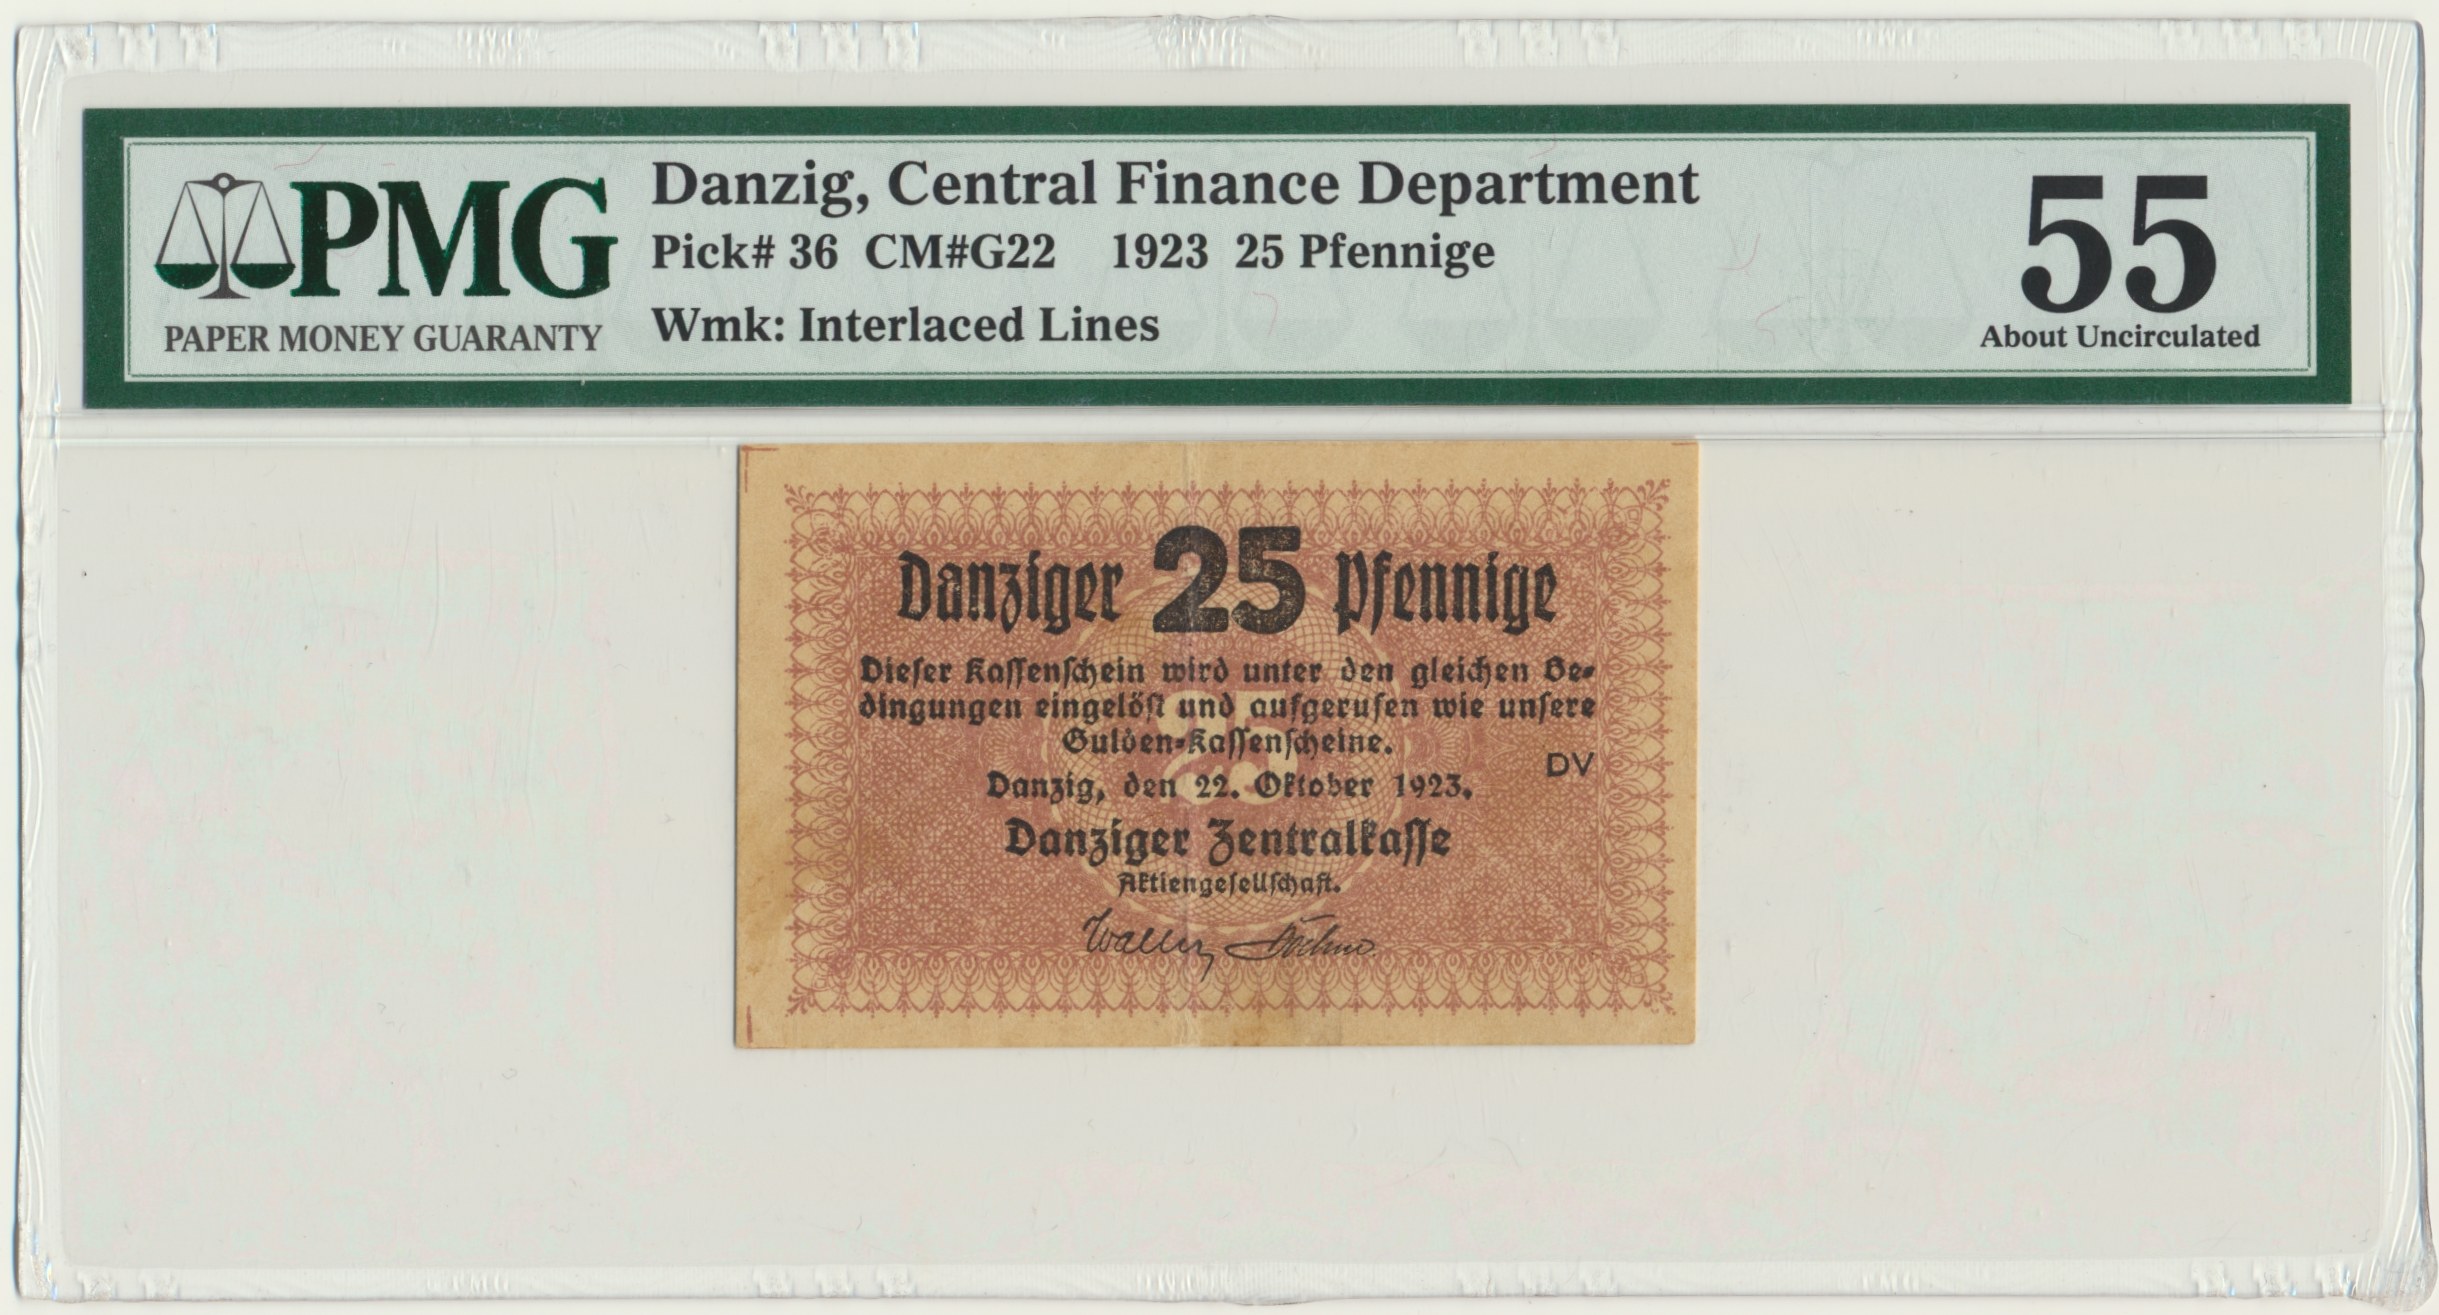 PMG
PAPER MONEY GUARANTY
Danzig, Central Finance Department
Pick# 36 CM#G22 1923 25 Pfennige
Wmk: Interlaced Lines
55
About Uncirculated
Danziger 25 Pfennige
Dieser Kassenschein wird unter den gleichen Be-
dingungen eingelöst und aufgerufen wie unsere
Gulden-Kassenscheine.
25
DV
Danzig, den 22. Oktober 1923.
Danziger Zentralkasse
Aktiengesellschaft.